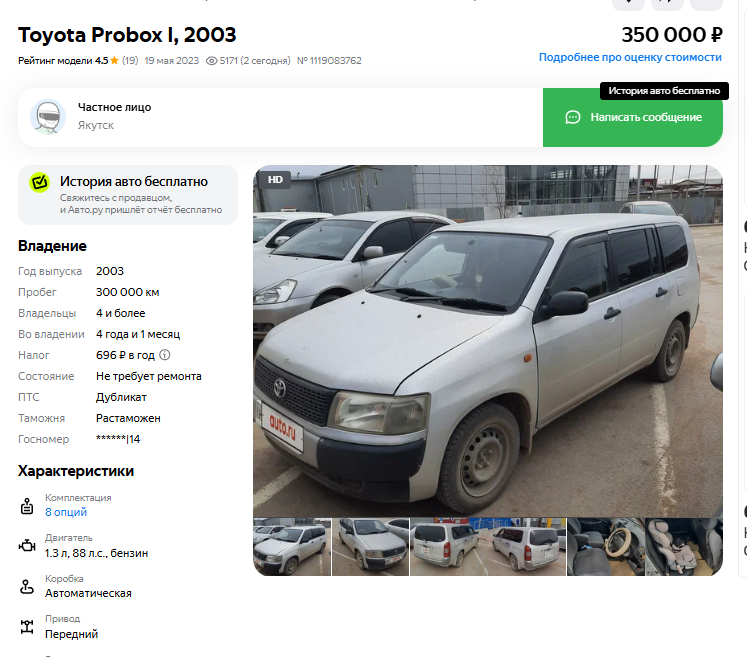 Toyota Probox I, 2003
350 000 ₽
Рейтинг модели 4.5 (19) 19 мая 2023 5171 (2 сегодня) № 1119083762
Подробнее про оценку стоимости
История авто бесплатно
Частное лицо
Якутск
Написать сообщение
История авто бесплатно
Свяжитесь с продавцом,
и Авто.ру пришлёт отчёт бесплатно
HD
Владение
Год выпуска 2003
Пробег 300 000 км
Владельцы 4 и более
Во владении 4 года и 1 месяц
Налог 696 ₽ в год
Состояние Не требует ремонта
ПТС Дубликат
Таможня Растаможен
Госномер ******|14
auto.ru
Характеристики
Комплектация
8 опций
Двигатель
1.3 л, 88 л.с., бензин
Коробка
Автоматическая
Привод
Передний